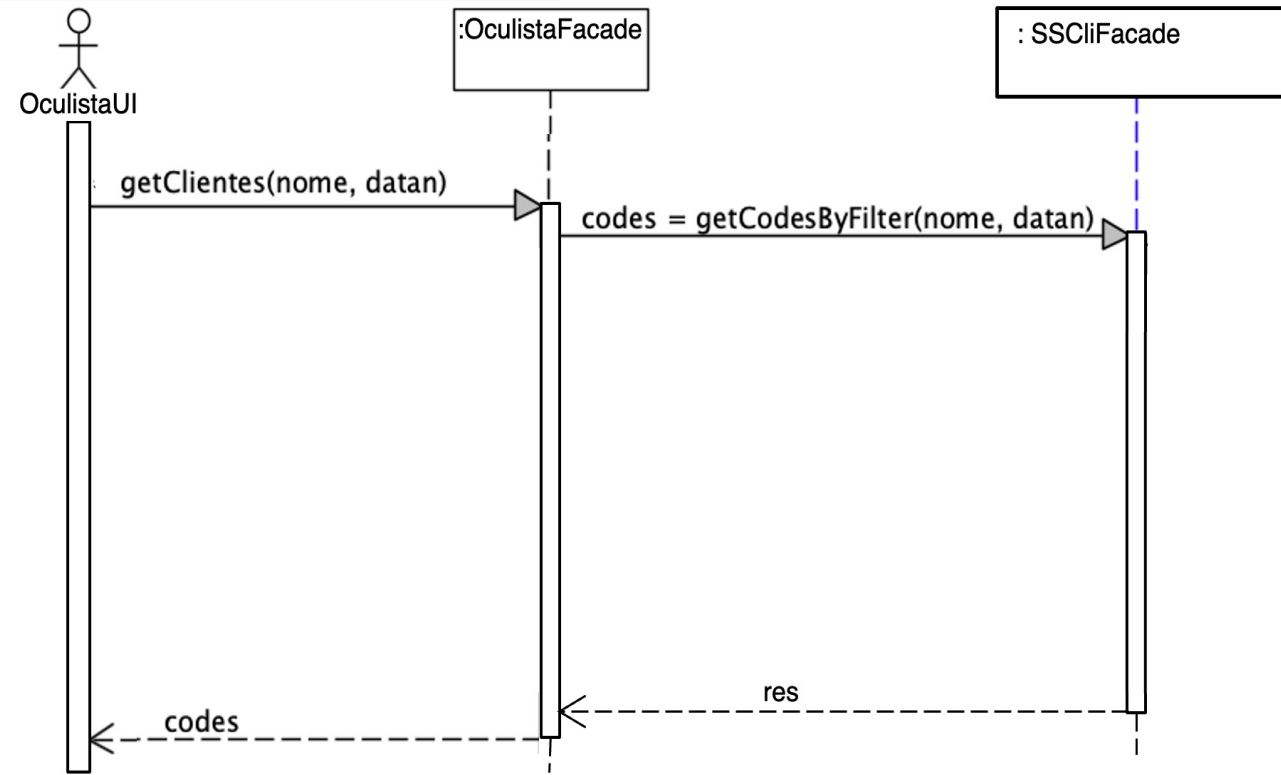 :OculistaFacade
: SSCliFacade
OculistaUI
getClientes(nome, datan)
codes = getCodesByFilter(nome, datan)
res
codes